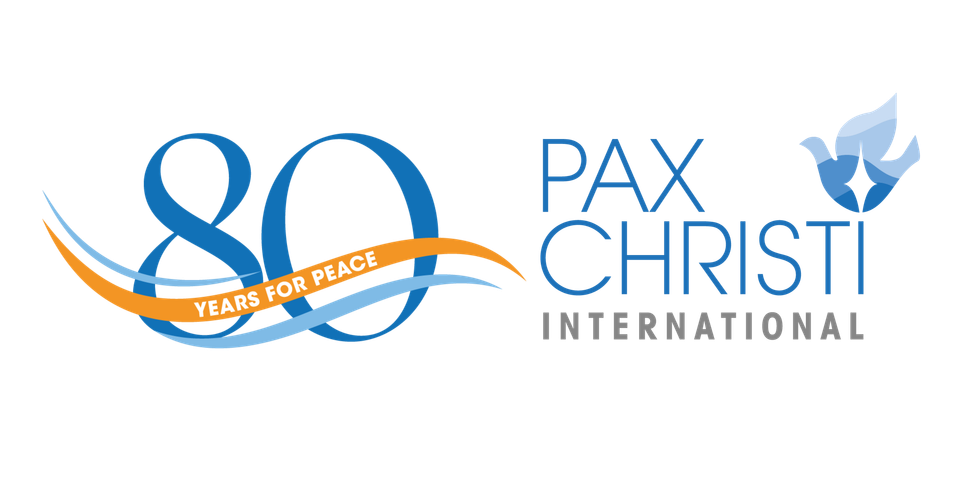 80
YEARS FOR PEACE
PAX
CHRISTI
INTERNATIONAL